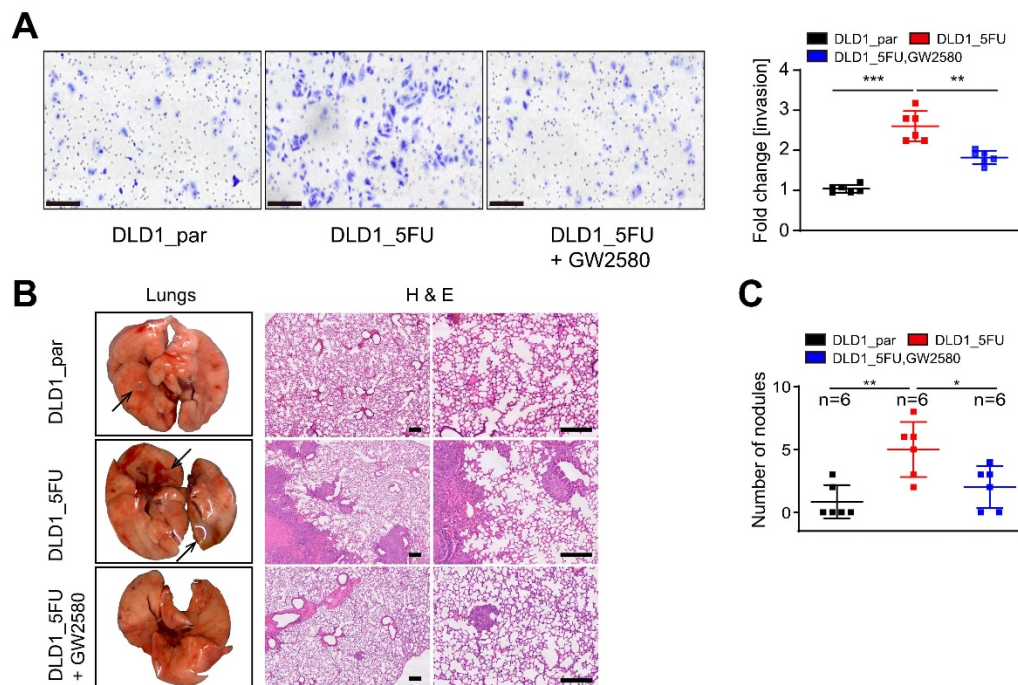 A
DLD1_par
DLD1_5FU
DLD1_5FU
+ GW2580
DLD1_par DLD1_5FU
DLD1_5FU,GW2580
Fold change [invasion]
4
3
2
1
0
*** **
B
Lungs
H & E
DLD1_par
DLD1_5FU
DLD1_5FU
+ GW2580
C
DLD1_par DLD1_5FU
DLD1_5FU,GW2580
Number of nodules
10
5
0
** *
n=6 n=6 n=6